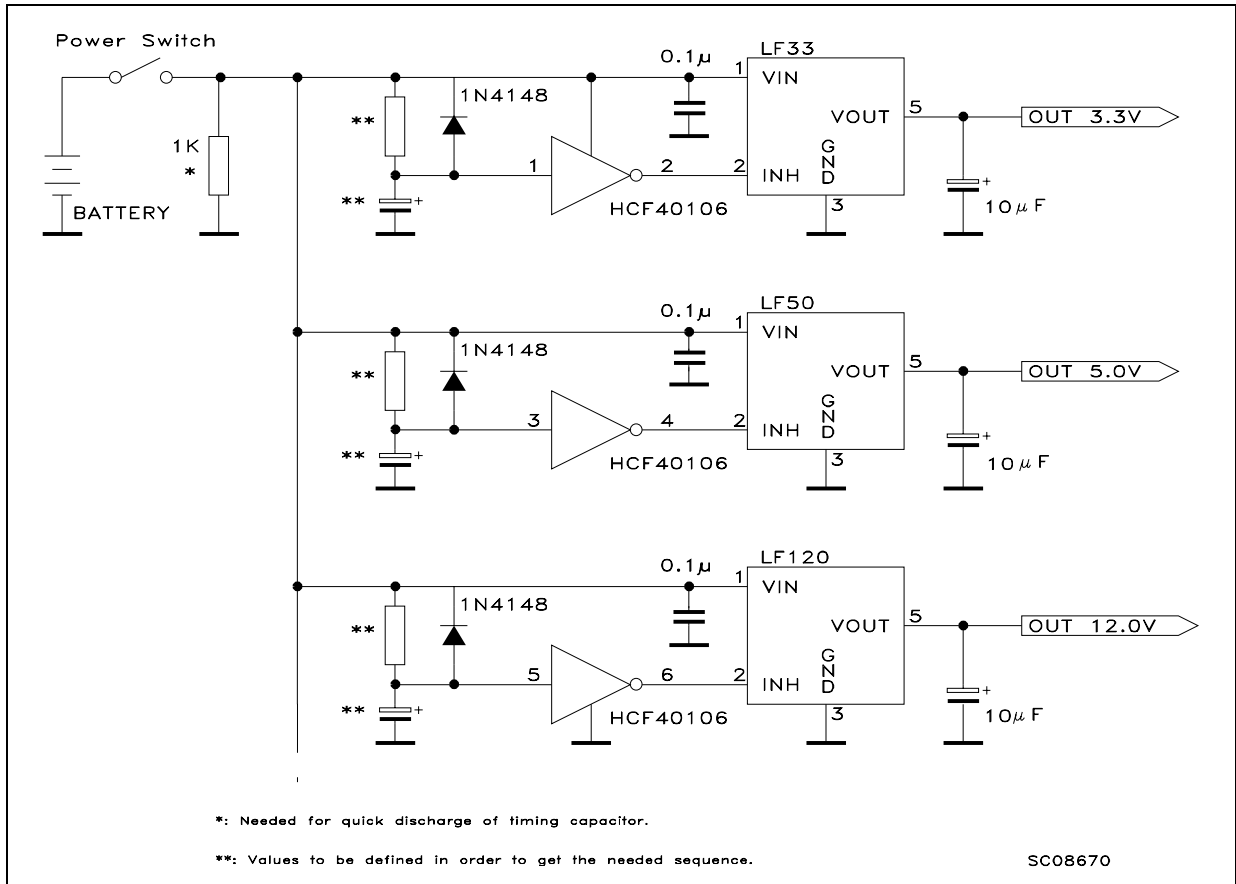 Power Switch
0.1μ
LF33
1
VIN
1N4148
**
VOUT
5
OUT 3.3V
1K
*
GND
1
2
2
INH
**
+
+
BATTERY
HCF40106
3
10μF
0.1μ
LF50
1
VIN
1N4148
**
VOUT
5
OUT 5.0V
GND
3
4
2
INH
**
+
+
HCF40106
3
10μF
0.1μ
LF120
1
VIN
1N4148
**
VOUT
5
OUT 12.0V
GND
5
6
2
INH
**
+
+
HCF40106
3
10μF
*: Needed for quick discharge of timing capacitor.
**: Values to be defined in order to get the needed sequence.
SC08670